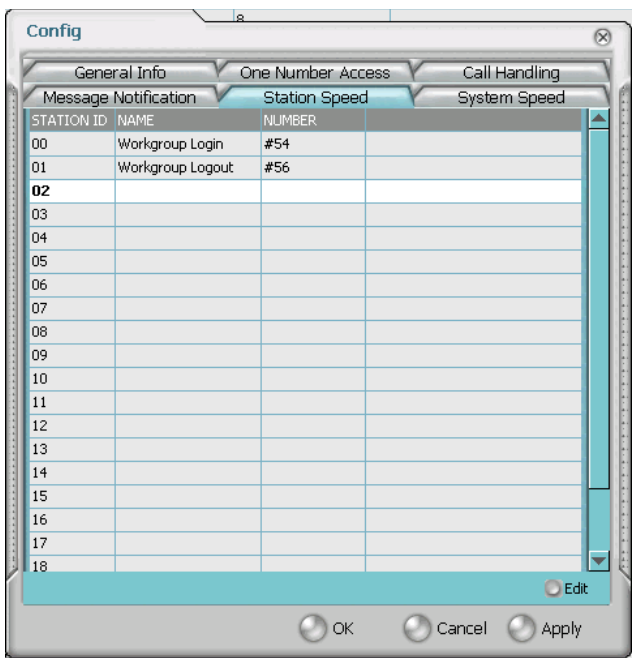 8
Config
General Info One Number Access Call Handling
Message Notification Station Speed System Speed
STATION ID NAME NUMBER
00 Workgroup Login #54
01 Workgroup Logout #56
02
03
04
05
06
07
08
09
10
11
12
13
14
15
16
17
18
Edit
OK Cancel Apply